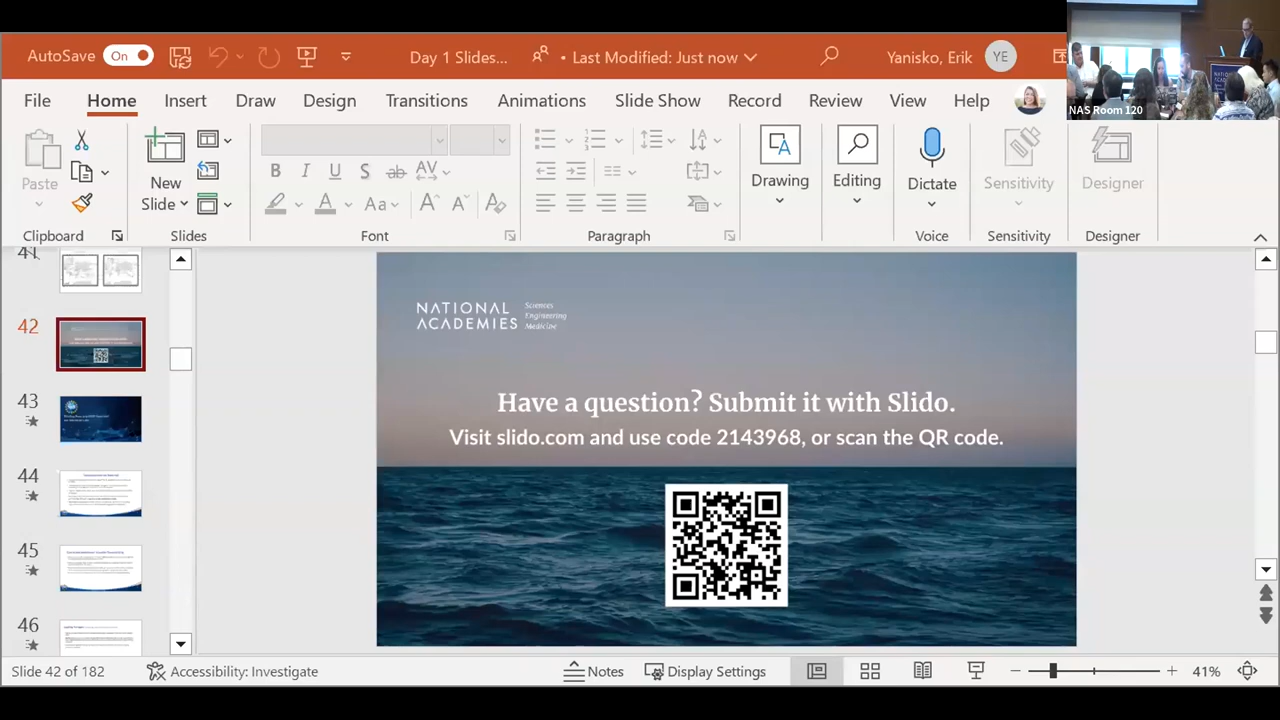 AutoSave On Day 1 Slides... • Last Modified: Just now Yanisko, Erik YE
File Home Insert Draw Design Transitions Animations Slide Show Record Review View Help
NAS Room 120
Paste New Slide Drawing Editing Dictate Sensitivity Designer
B I U S ab AV
A Aa A A A
Clipboard Slides Font Paragraph Voice Sensitivity Designer
41
42
43
44
45
46
NATIONAL ACADEMIES
Sciences
Engineering
Medicine
Have a question? Submit it with Slido.
Visit slido.com and use code 2143968, or scan the QR code.
Slide 42 of 182 Accessibility: Investigate Notes Display Settings 41%